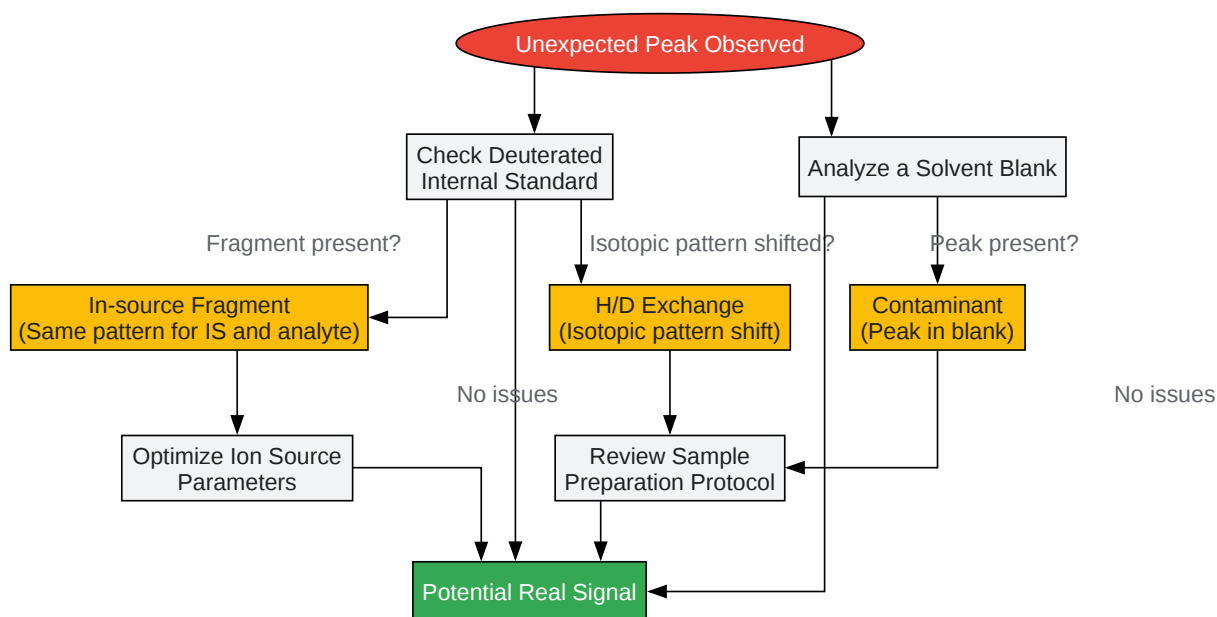 Unexpected Peak Observed
Check Deuterated
Internal Standard
Analyze a Solvent Blank
Fragment present?
Isotopic pattern shifted?
Peak present?
In-source Fragment
(Same pattern for IS and analyte)
H/D Exchange
(Isotopic pattern shift)
Contaminant
(Peak in blank)
No issues
No issues
Optimize Ion Source
Parameters
Review Sample
Preparation Protocol
Potential Real Signal